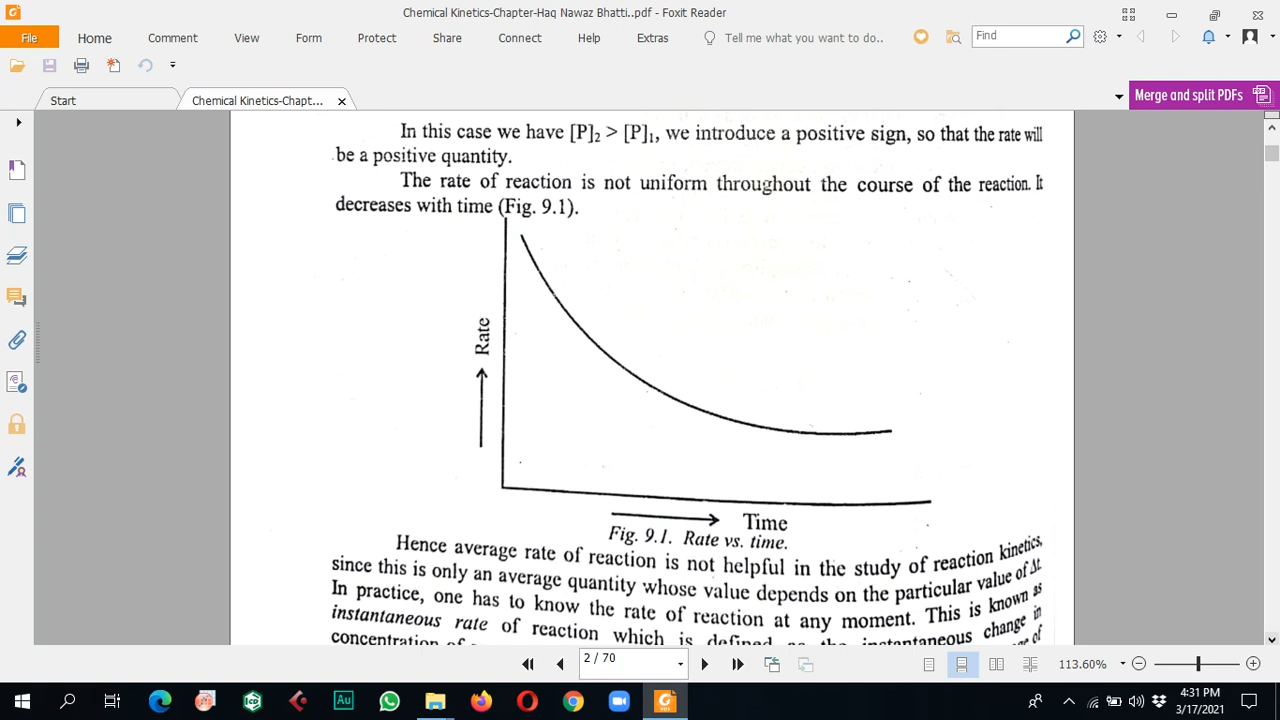 Chemical Kinetics-Chapter-Haq Nawaz Bhatti..pdf - Foxit Reader
File Home Comment View Form Protect Share Connect Help Extras Tell me what you want to do.. Find
Start Chemical Kinetics-Chapt... Merge and split PDFs
In this case we have [P]₂ > [P]₁, we introduce a positive sign, so that the rate will
be a positive quantity.
The rate of reaction is not uniform throughout the course of the reaction. It
decreases with time (Fig. 9.1).
Rate
Time
Fig. 9.1. Rate vs. time.
Hence average rate of reaction is not helpful in the study of reaction kinetics,
since this is only an average quantity whose value depends on the particular value of Δt.
In practice, one has to know the rate of reaction at any moment. This is known as
instantaneous rate of reaction which is defined as the instantaneous change in
concentration of
2 / 70
113.60%
Au
4:31 PM
3/17/2021